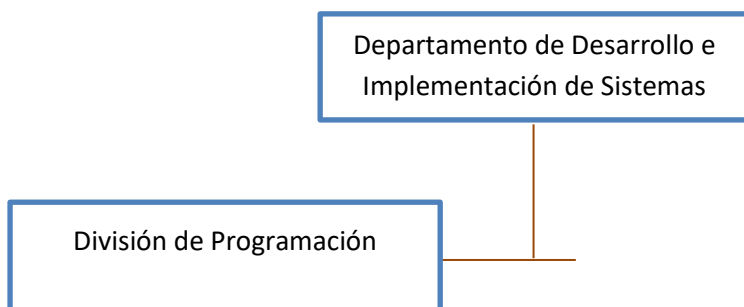 Departamento de Desarrollo e
Implementación de Sistemas
División de Programación